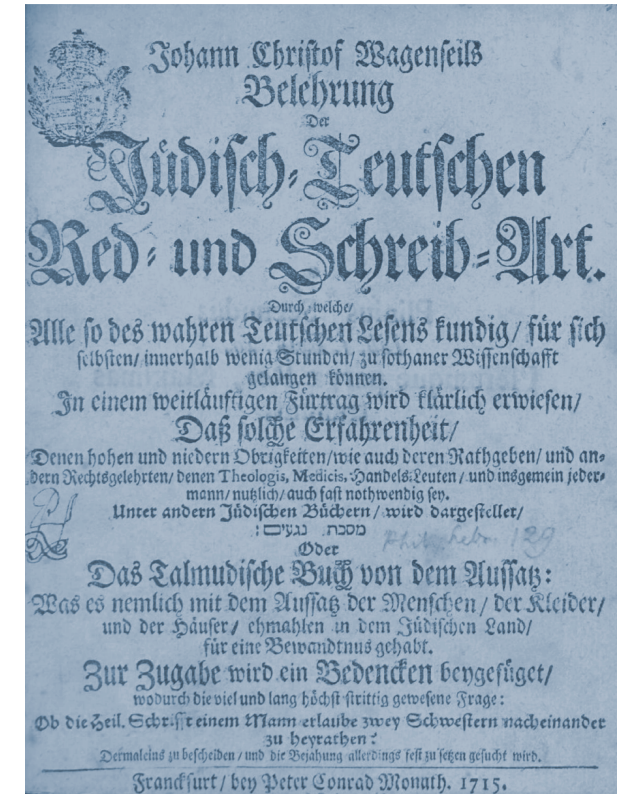 Johann Christof Wagenseils
Belehrung
Der
Jüdisch-Teutschen
Red- und Schreib-Art.
Durch welche/
Alle so des wahren Teutschen Lesens kundig/ für sich
selbsten/ innerhalb wenig Stunden/ zu sothaner Wissenschafft
gelangen können.
In einem weitläuftigen Fürtrag wird klärlich erwiesen/
Daß solche Erfahrenheit/
Denen hohen und niedern Obrigkeiten/ wie auch deren Rathgeben/ und an-
dern Rechtsgelehrten/ denen Theologis, Medicis, Handels-Leuten/ und insgemein jeder-
mann/ nutzlich/ auch fast nothwendig sey.
Unter andern Jüdischen Büchern/ wird dargestellet/
מסכת נגעים:
Phil. hebr. 129
Oder
Das Talmudische Buch von dem Aussatz:
Was es nemlich mit dem Aussatz der Menschen/ der Kleider/
und der Häuser/ ehmahlen in dem Jüdischen Land/
für eine Bewandtnus gehabt.
Zur Zugabe wird ein Bedencken beygefüget/
wodurch die viel und lang höchst strittig gewesene Frage:
Ob die Heil. Schrifft einem Mann erlaube zwey Schwestern nacheinander
zu heyrathen?
Dermaleins zu bescheiden/ und die Bejahung allerdings fest zu setzen gesucht wird.
Franckfurt/ bey Peter Conrad Monath. 1715.